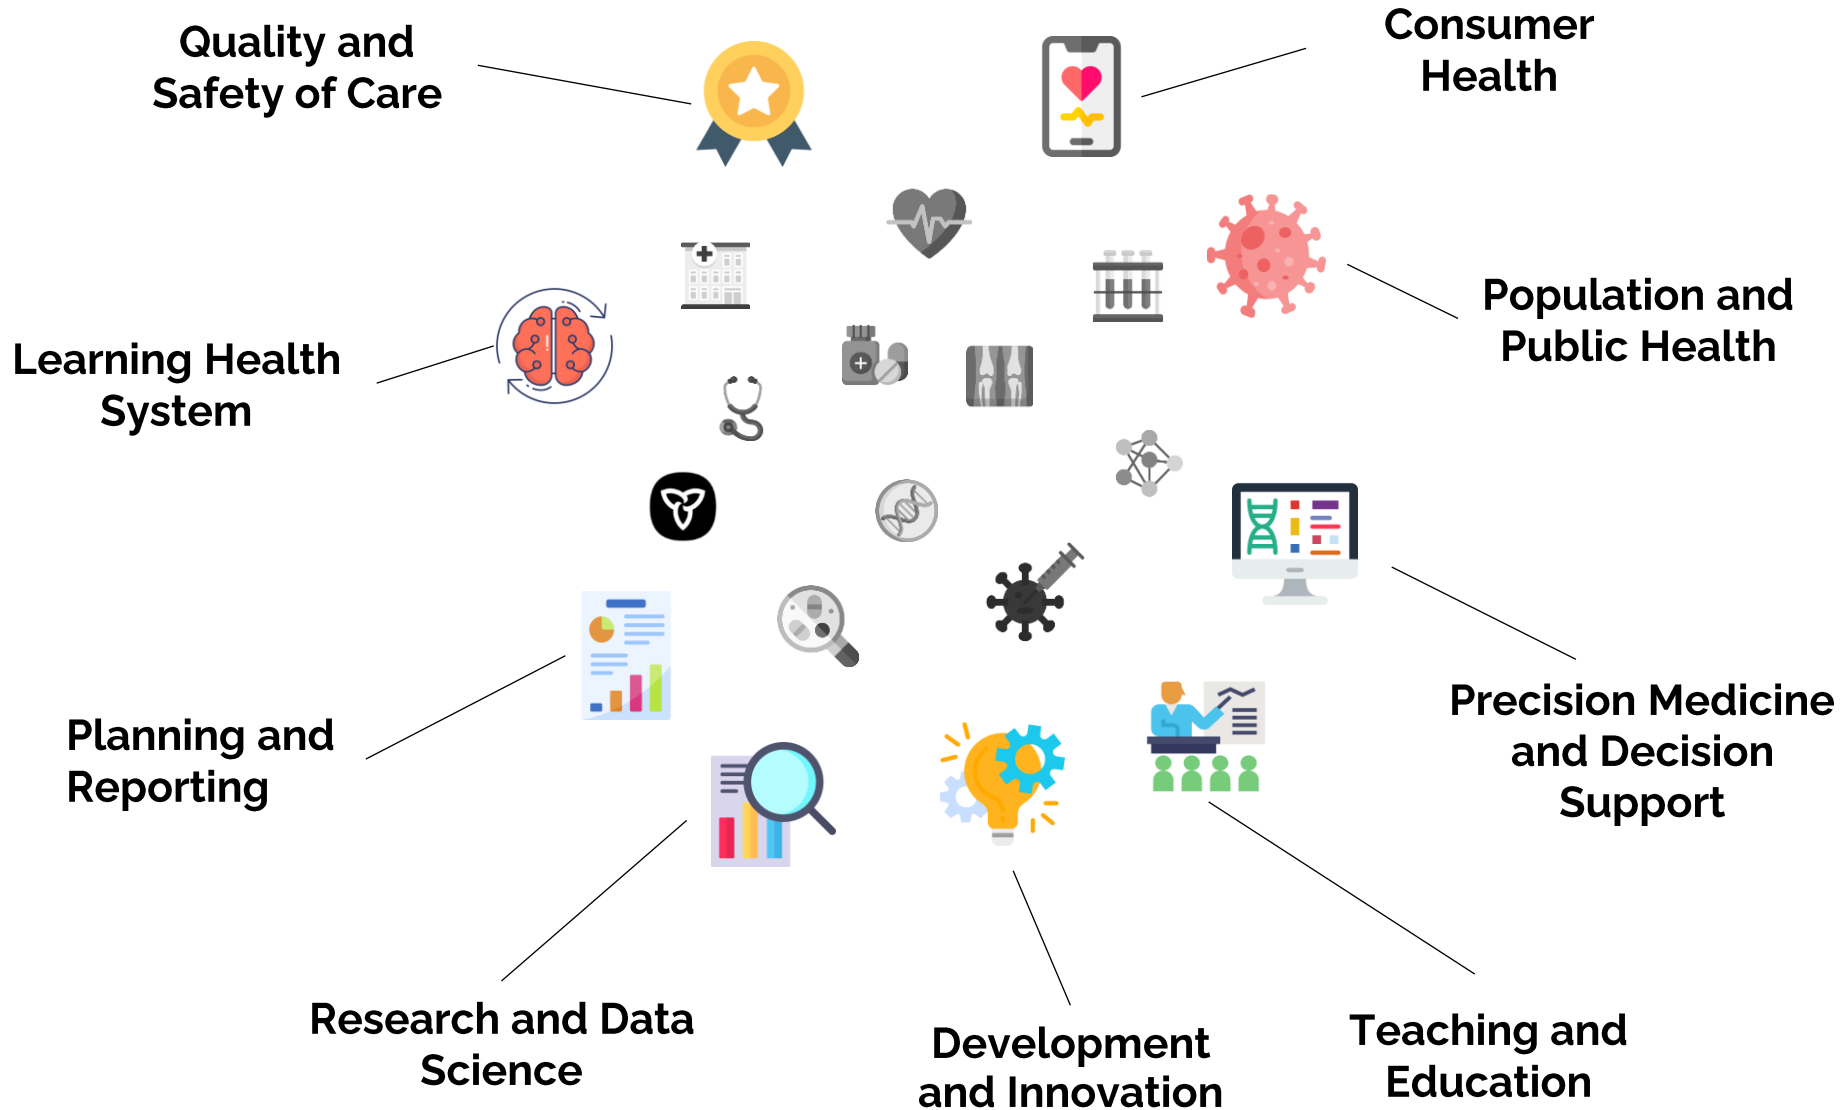 Quality and
Safety of Care
Consumer
Health
Population and
Public Health
Learning Health
System
Precision Medicine
and Decision
Support
Planning and
Reporting
Research and Data
Science
Development
and Innovation
Teaching and
Education